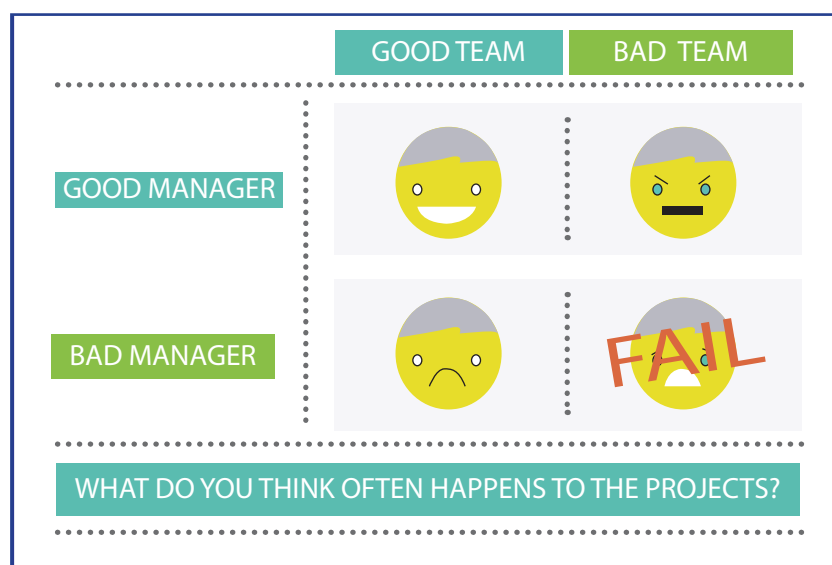 GOOD TEAM
BAD TEAM
GOOD MANAGER
BAD MANAGER
FAIL
WHAT DO YOU THINK OFTEN HAPPENS TO THE PROJECTS?